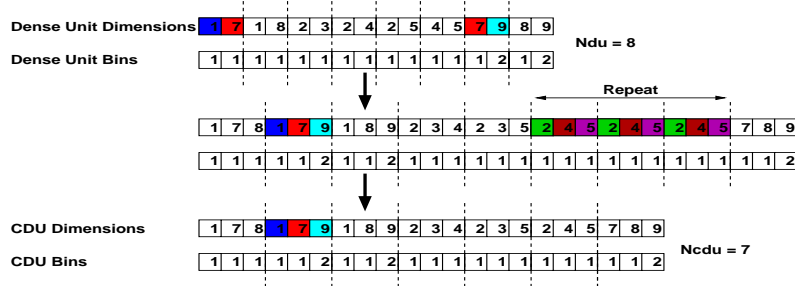 Dense Unit Dimensions 1 7 1 8 2 3 2 4 2 5 4 5 7 9 8 9
Ndu = 8
Dense Unit Bins 1 1 1 1 1 1 1 1 1 1 1 1 1 2 1 2
Repeat
1 7 8 1 7 9 1 8 9 2 3 4 2 3 5 2 4 5 2 4 5 2 4 5 7 8 9
1 1 1 1 1 2 1 1 2 1 1 1 1 1 1 1 1 1 1 1 1 1 1 1 1 1 2
CDU Dimensions 1 7 8 1 7 9 1 8 9 2 3 4 2 3 5 2 4 5 7 8 9
Ncdu = 7
CDU Bins 1 1 1 1 1 2 1 1 2 1 1 1 1 1 1 1 1 1 1 1 2